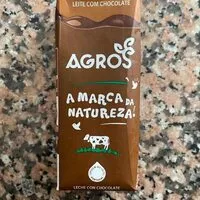 LEITE COM CHOCOLATE
AGROS
A MARCA DA
NATUREZA!
LECHE CON CHOCOLATE